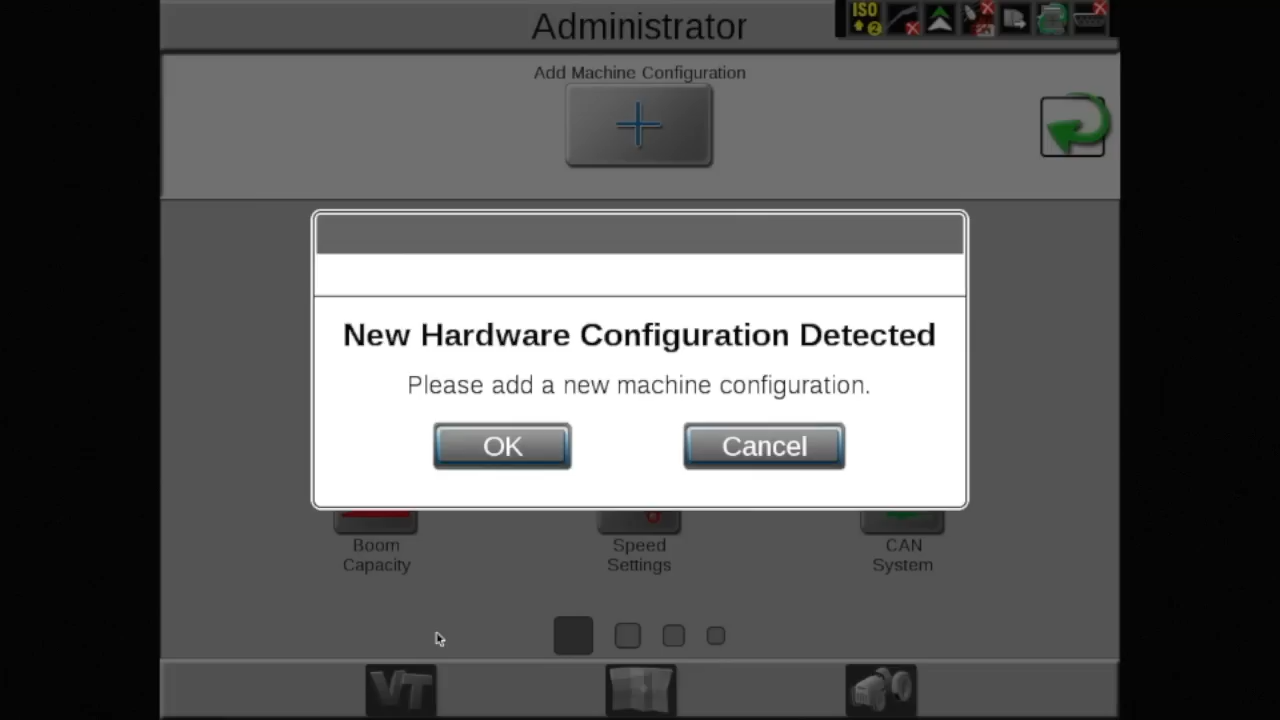 Administrator
ISO
2
Add Machine Configuration
New Hardware Configuration Detected
Please add a new machine configuration.
OK
Cancel
Boom
Capacity
Speed
Settings
CAN
System
VT